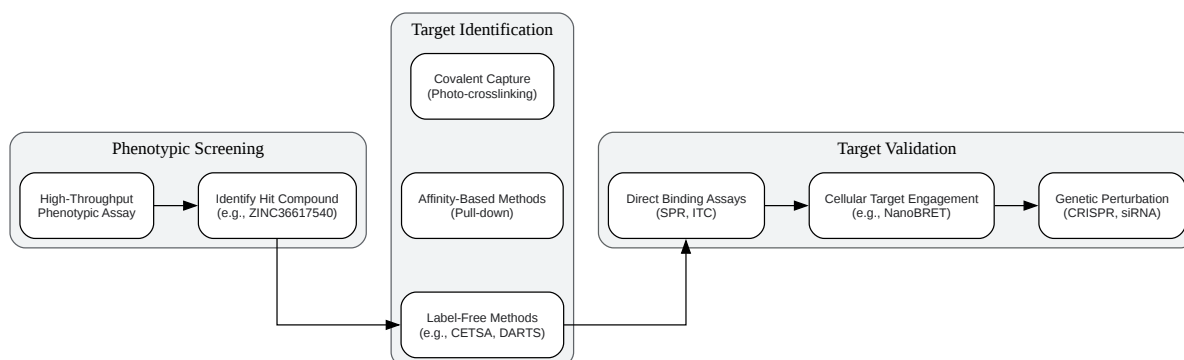 Target Identification
Covalent Capture
(Photo-crosslinking)
Phenotypic Screening
High-Throughput
Phenotypic Assay
Identify Hit Compound
(e.g., ZINC36617540)
Affinity-Based Methods
(Pull-down)
Label-Free Methods
(e.g., CETSA, DARTS)
Target Validation
Direct Binding Assays
(SPR, ITC)
Cellular Target Engagement
(e.g., NanoBRET)
Genetic Perturbation
(CRISPR, siRNA)